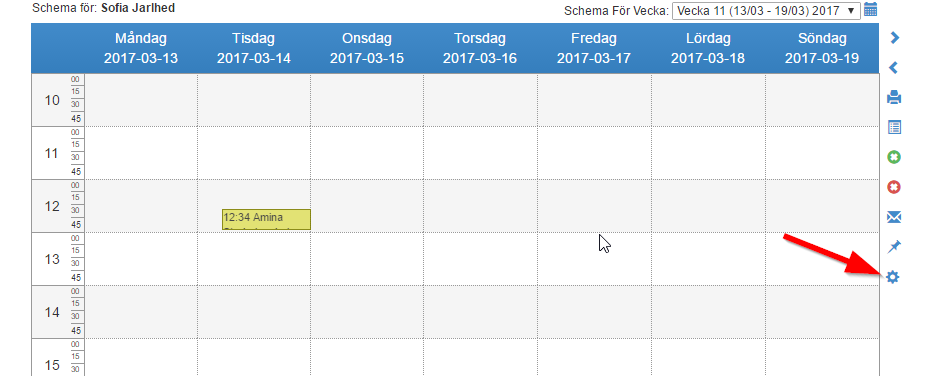 Schema för: Sofia Jarlhed
Schema För Vecka: Vecka 11 (13/03 - 19/03) 2017
Måndag Tisdag Onsdag Torsdag Fredag Lördag Söndag
2017-03-13 2017-03-14 2017-03-15 2017-03-16 2017-03-17 2017-03-18 2017-03-19
10 00 15 30 45
11 00 15 30 45
12 00 15 30 45
12:34 Amina
13 00 15 30 45
14 00 15 30 45
15 00 15 30